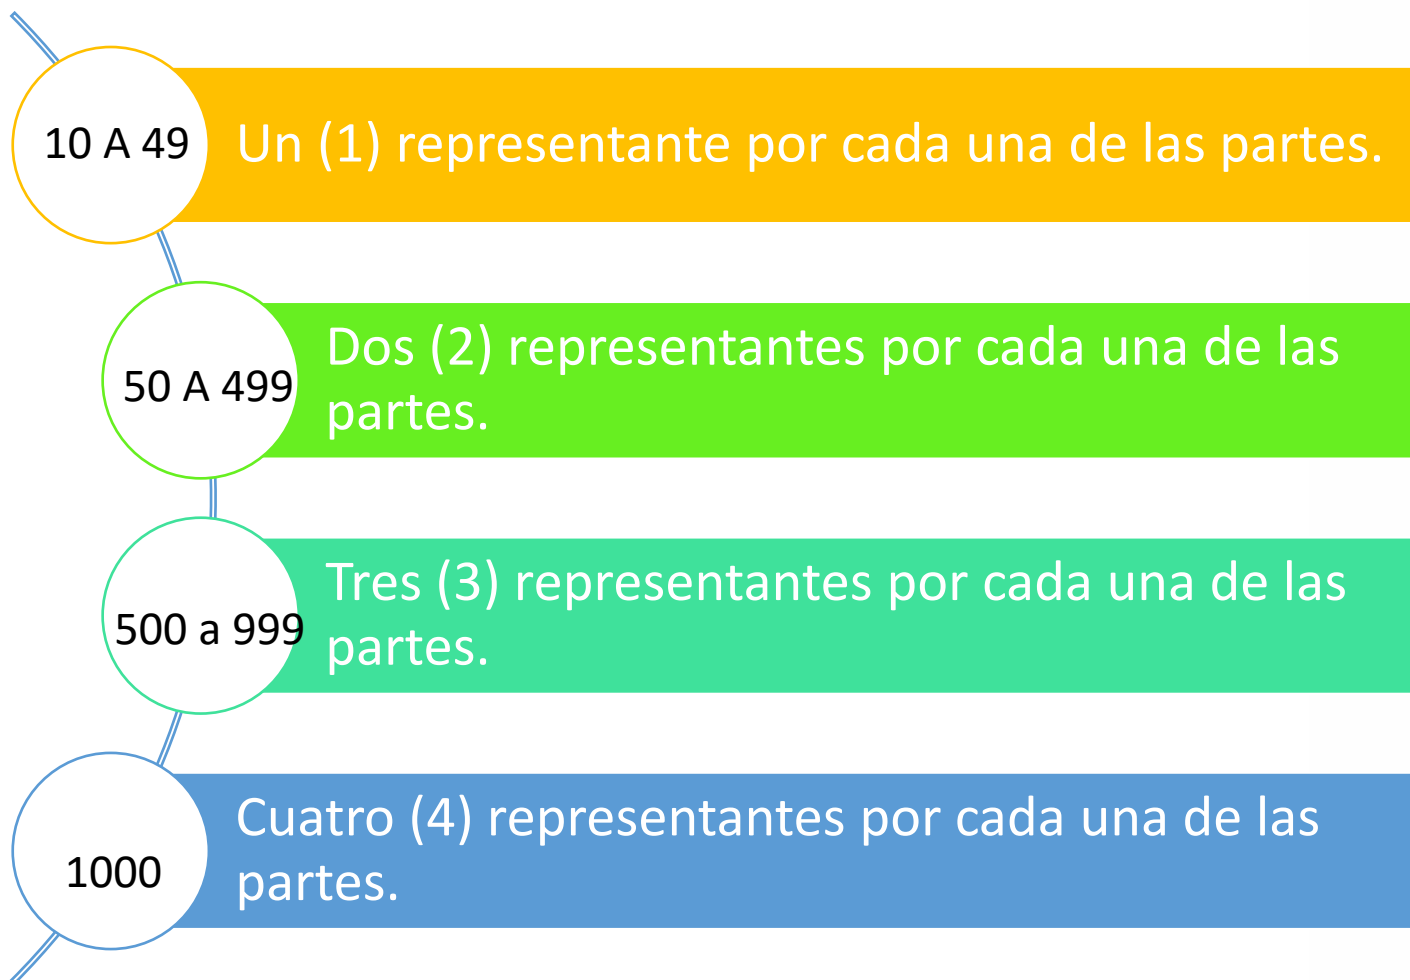 10 A 49
Un (1) representante por cada una de las partes.
50 A 499
Dos (2) representantes por cada una de las
partes.
500 a 999
Tres (3) representantes por cada una de las
partes.
1000
Cuatro (4) representantes por cada una de las
partes.